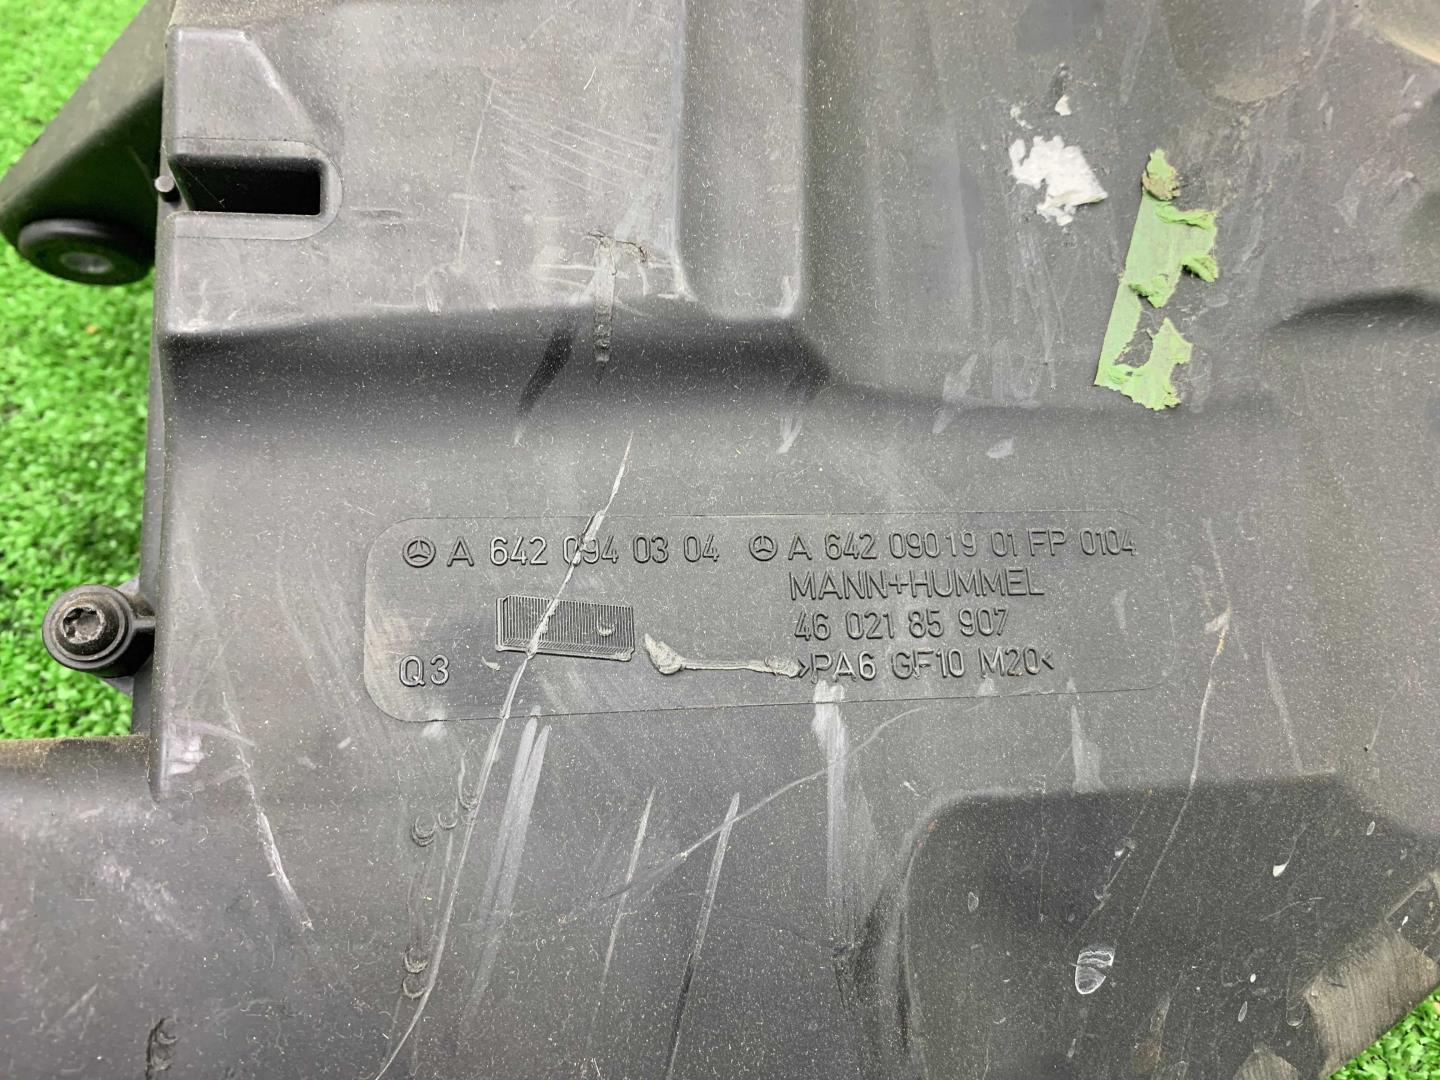 A 642 094 03 04 A 642 090 19 01 FP 0104
MANN+HUMMEL
46 021 85 907
Q3 >PA6 GF10 M20<